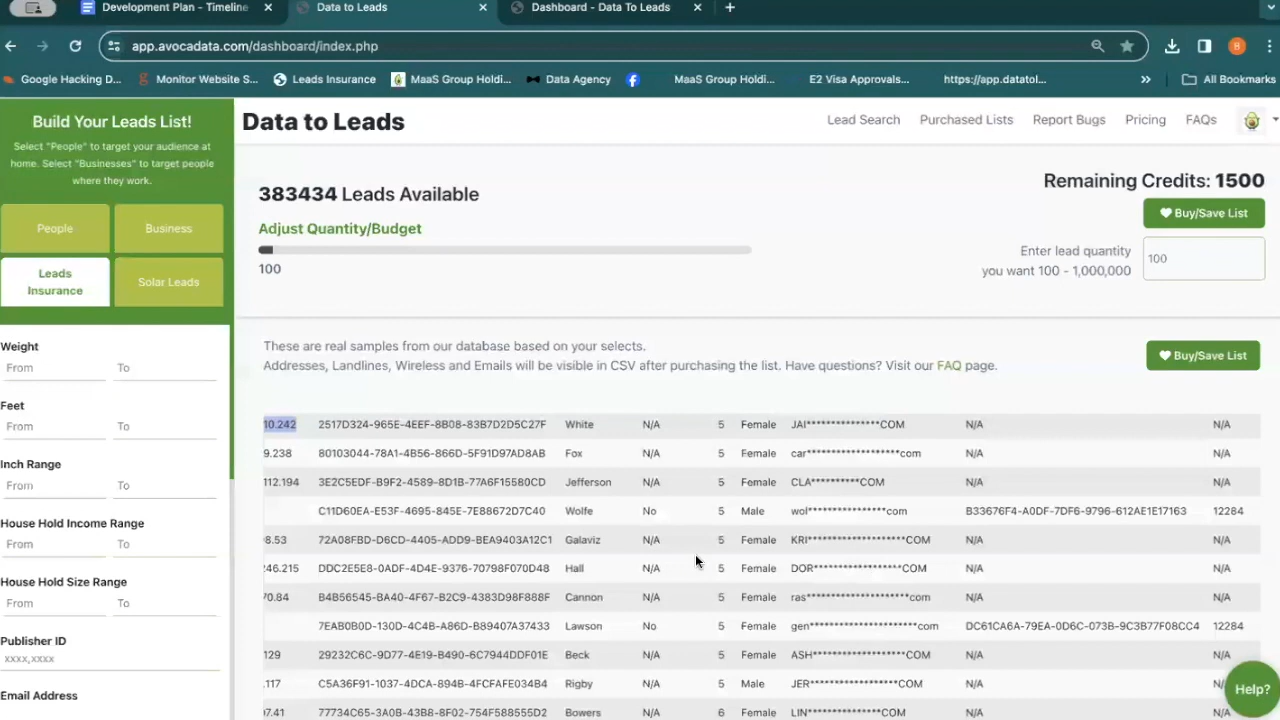 Development Plan - Timeline
Data to Leads
Dashboard - Data To Leads
app.avocadata.com/dashboard/index.php
B
Google Hacking D...
Monitor Website S...
Leads Insurance
MaaS Group Holdi...
Data Agency
MaaS Group Holdi...
E2 Visa Approvals...
https://app.datatol...
All Bookmarks
Build Your Leads List!
Select "People" to target your audience at
home. Select "Businesses" to target people
where they work.
People
Business
Leads
Insurance
Solar Leads
Weight
From To
Feet
From To
Inch Range
From To
House Hold Income Range
From To
House Hold Size Range
From To
Publisher ID
xxxx,xxxx
Email Address
Data to Leads
Lead Search
Purchased Lists
Report Bugs
Pricing
FAQs
383434 Leads Available
Remaining Credits: 1500
Buy/Save List
Adjust Quantity/Budget
100
Enter lead quantity
you want 100 - 1,000,000
100
These are real samples from our database based on your selects.
Addresses, Landlines, Wireless and Emails will be visible in CSV after purchasing the list. Have questions? Visit our FAQ page.
Buy/Save List
10.242 2517D324-965E-4EEF-8B08-83B7D2D5C27F White N/A 5 Female JAI****************COM N/A N/A
9.238 80103044-78A1-4B56-866D-5F91D97AD8AB Fox N/A 5 Female car********************com N/A N/A
112.194 3E2C5EDF-B9F2-4589-8D1B-77A6F15580CD Jefferson N/A 5 Female CLA**********COM N/A N/A
C11D60EA-E53F-4695-845E-7E88672D7C40 Wolfe No 5 Male wol****************com B33676F4-A0DF-7DF6-9796-612AE1E17163 12284
8.53 72A08FBD-D6CD-4405-ADD9-BEA9403A12C1 Galaviz N/A 5 Female KRI**********************COM N/A N/A
46.215 DDC2E5E8-0ADF-4D4E-9376-70798F070D48 Hall N/A 5 Female DOR*********************COM N/A N/A
70.84 B4B56545-BA40-4F67-B2C9-4383D98F888F Cannon N/A 5 Female ras**********************com N/A N/A
7EAB0B0D-130D-4C4B-A86D-B89407A37433 Lawson No 5 Female gen************************com DC61CA6A-79EA-0D6C-073B-9C3B77F08CC4 12284
129 29232C6C-9D77-4E19-B490-6C7944DDF01E Beck N/A 5 Female ASH**********************COM N/A N/A
.117 C5A36F91-1037-4DCA-894B-4FCFAFE034B4 Rigby N/A 5 Male JER**********************COM N/A N/
7.41 77734C65-3A0B-43B8-8F02-754F588555D2 Bowers N/A 6 Female LIN********************COM N/A N/A
Help?